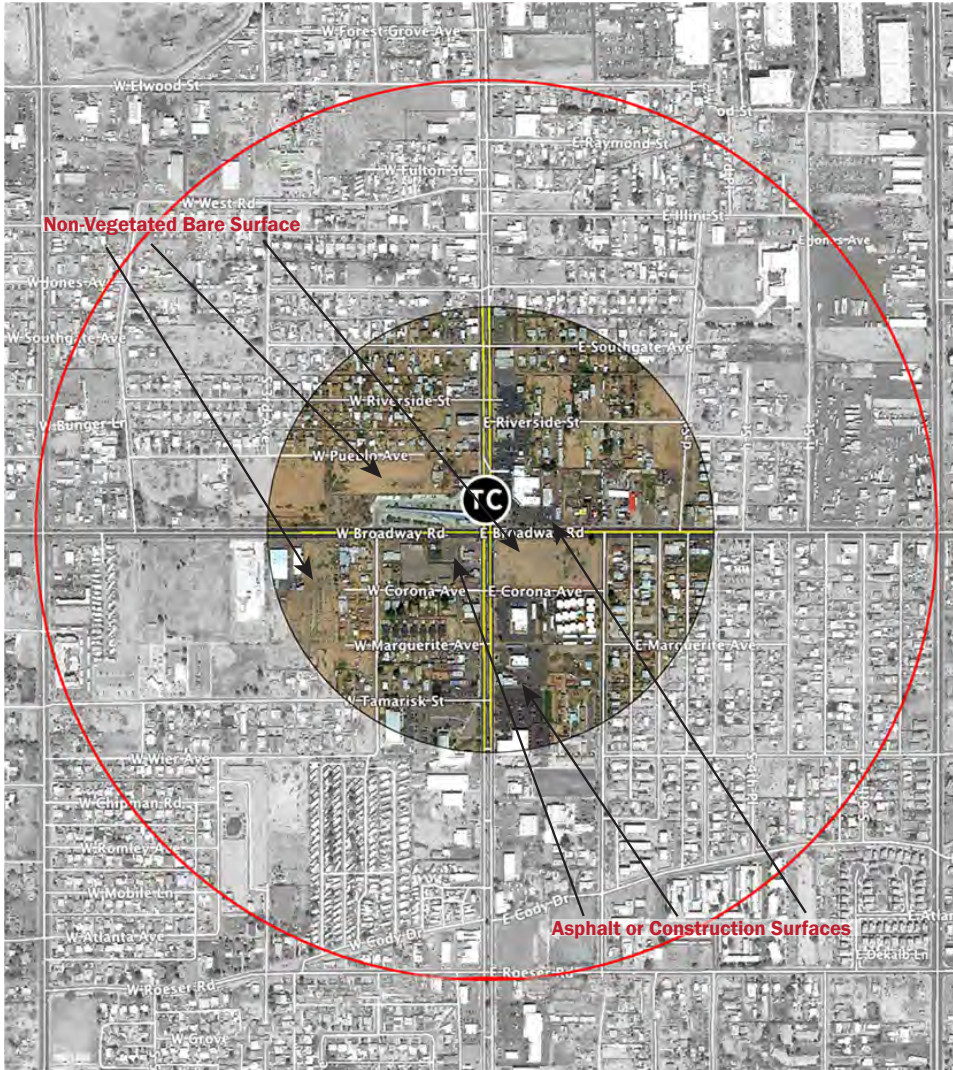 W Forest Grove Ave
W Elwood St
E Raymond St
W Fulton St
W West Rd
E Illini St
Non-Vegetated Bare Surface
E Jones Ave
W Jones Ave
W Southgate Ave
E Southgate Ave
W Riverside St
E Riverside St
W Bunger Ln
W Pueblo Ave
TC
W Broadway Rd
E Broadway Rd
W Corona Ave
E Corona Ave
W Marguerite Ave
E Marguerite Ave
W Tamarisk St
W Wier Ave
W Chipman Rd
W Romley Ave
W Mobile Ln
E Cody Dr
W Atlanta Ave
W Cody Dr
Asphalt or Construction Surfaces
E Atlan
E Dekalb Ln
E Roeser Rd
W Roeser Rd
W Grove